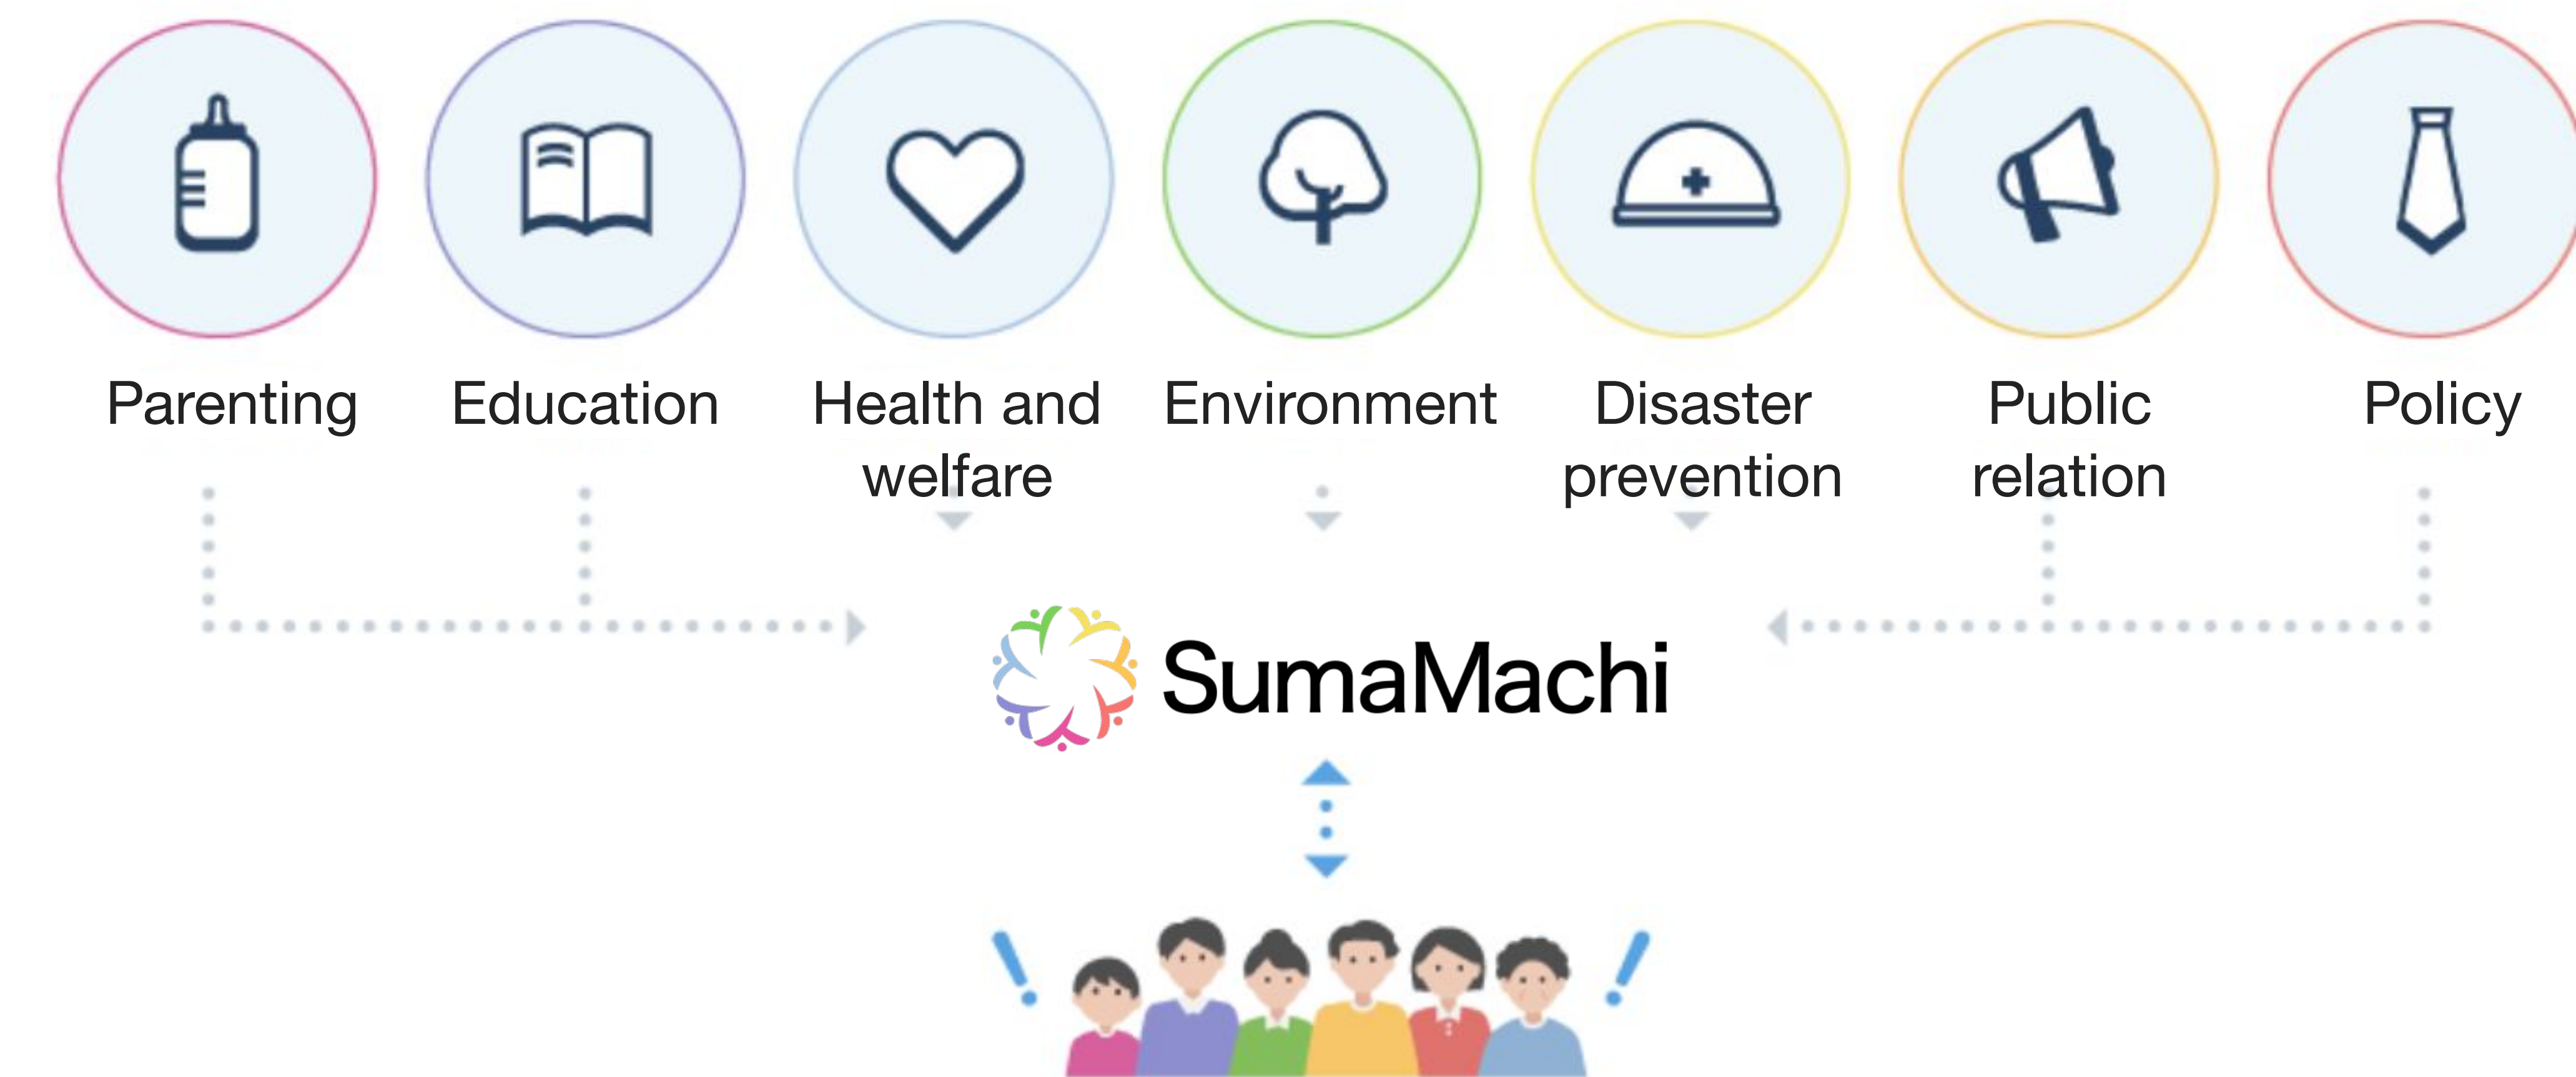 Parenting
Education
Health and
welfare
Environment
Disaster
prevention
Public
relation
Policy
SumaMachi